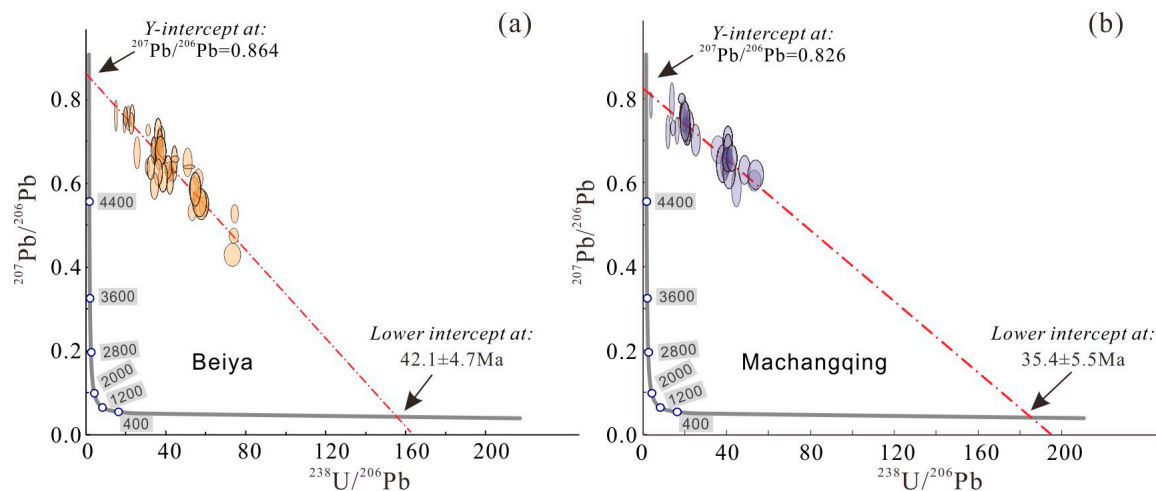 (a)
Y-intercept at:
²⁰⁷Pb/²⁰⁶Pb=0.864
0.8
0.6
0.4
0.2
0.0
²⁰⁷Pb/²⁰⁶Pb
4400
3600
2800
2000
1200
400
Beiya
Lower intercept at:
42.1±4.7Ma
0 40 80 120 160 200
²³⁸U/²⁰⁶Pb
(b)
Y-intercept at:
²⁰⁷Pb/²⁰⁶Pb=0.826
0.8
0.6
0.4
0.2
0.0
²⁰⁷Pb/²⁰⁶Pb
4400
3600
2800
2000
1200
400
Machangqing
Lower intercept at:
35.4±5.5Ma
0 40 80 120 160 200
²³⁸U/²⁰⁶Pb